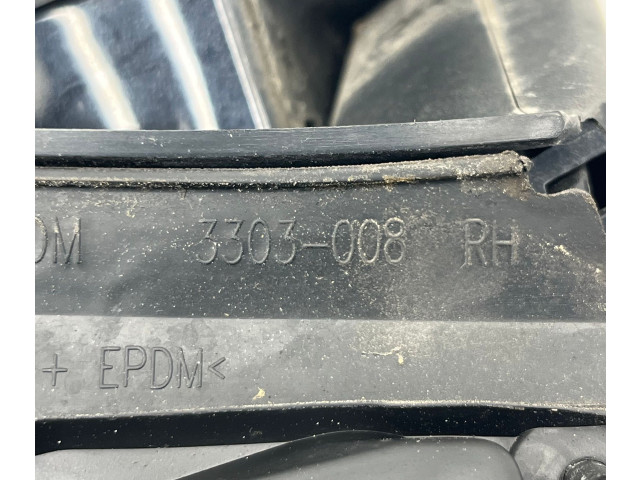 DM 3303-008 RH
+ EPDM<